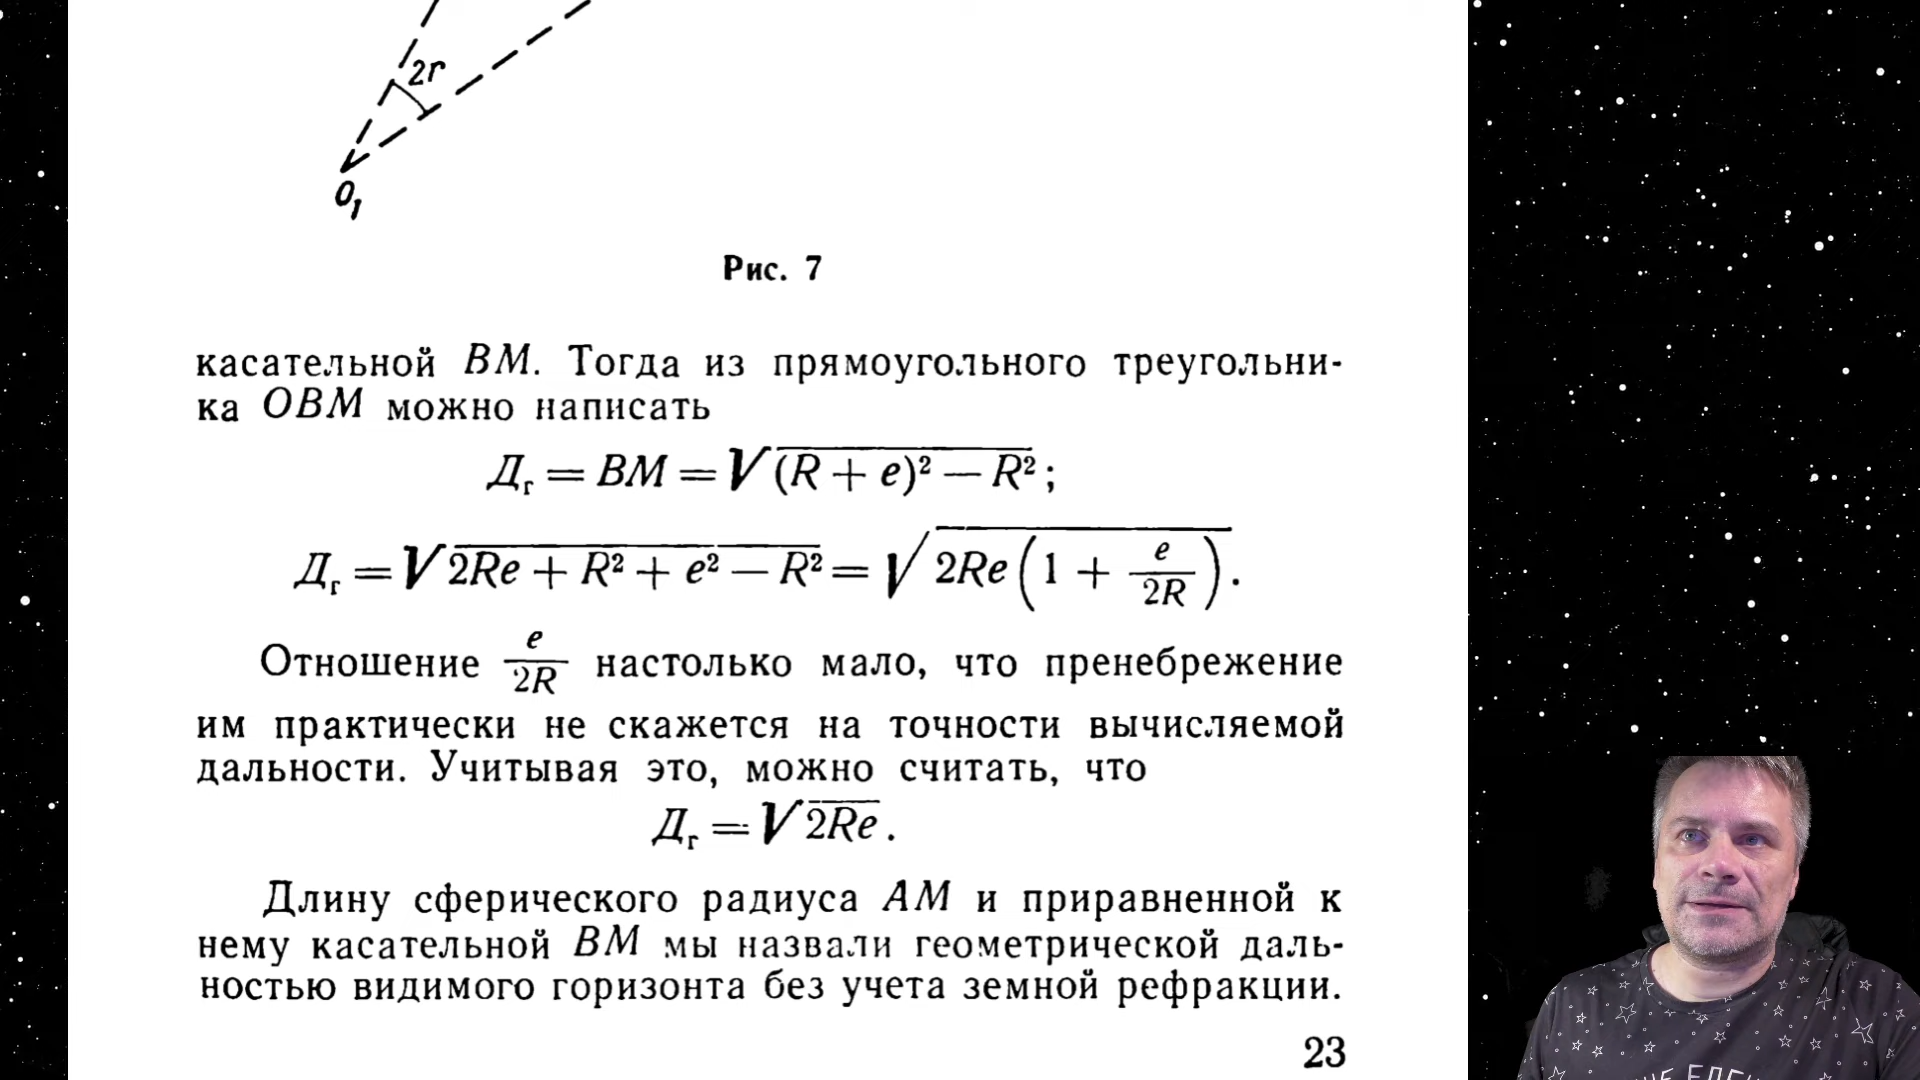 2r
O₁
Рис. 7
касательной BM. Тогда из прямоугольного треугольни-
ка OBM можно написать
Дг = BM = √(R + e)² — R²;
Дг = √2Re + R² + e² — R² = √2Re(1 + e/2R).
Отношение e/2R настолько мало, что пренебрежение
им практически не скажется на точности вычисляемой
дальности. Учитывая это, можно считать, что
Дг = √2Re.
Длину сферического радиуса AM и приравненной к
нему касательной BM мы назвали геометрической даль-
ностью видимого горизонта без учета земной рефракции.
23